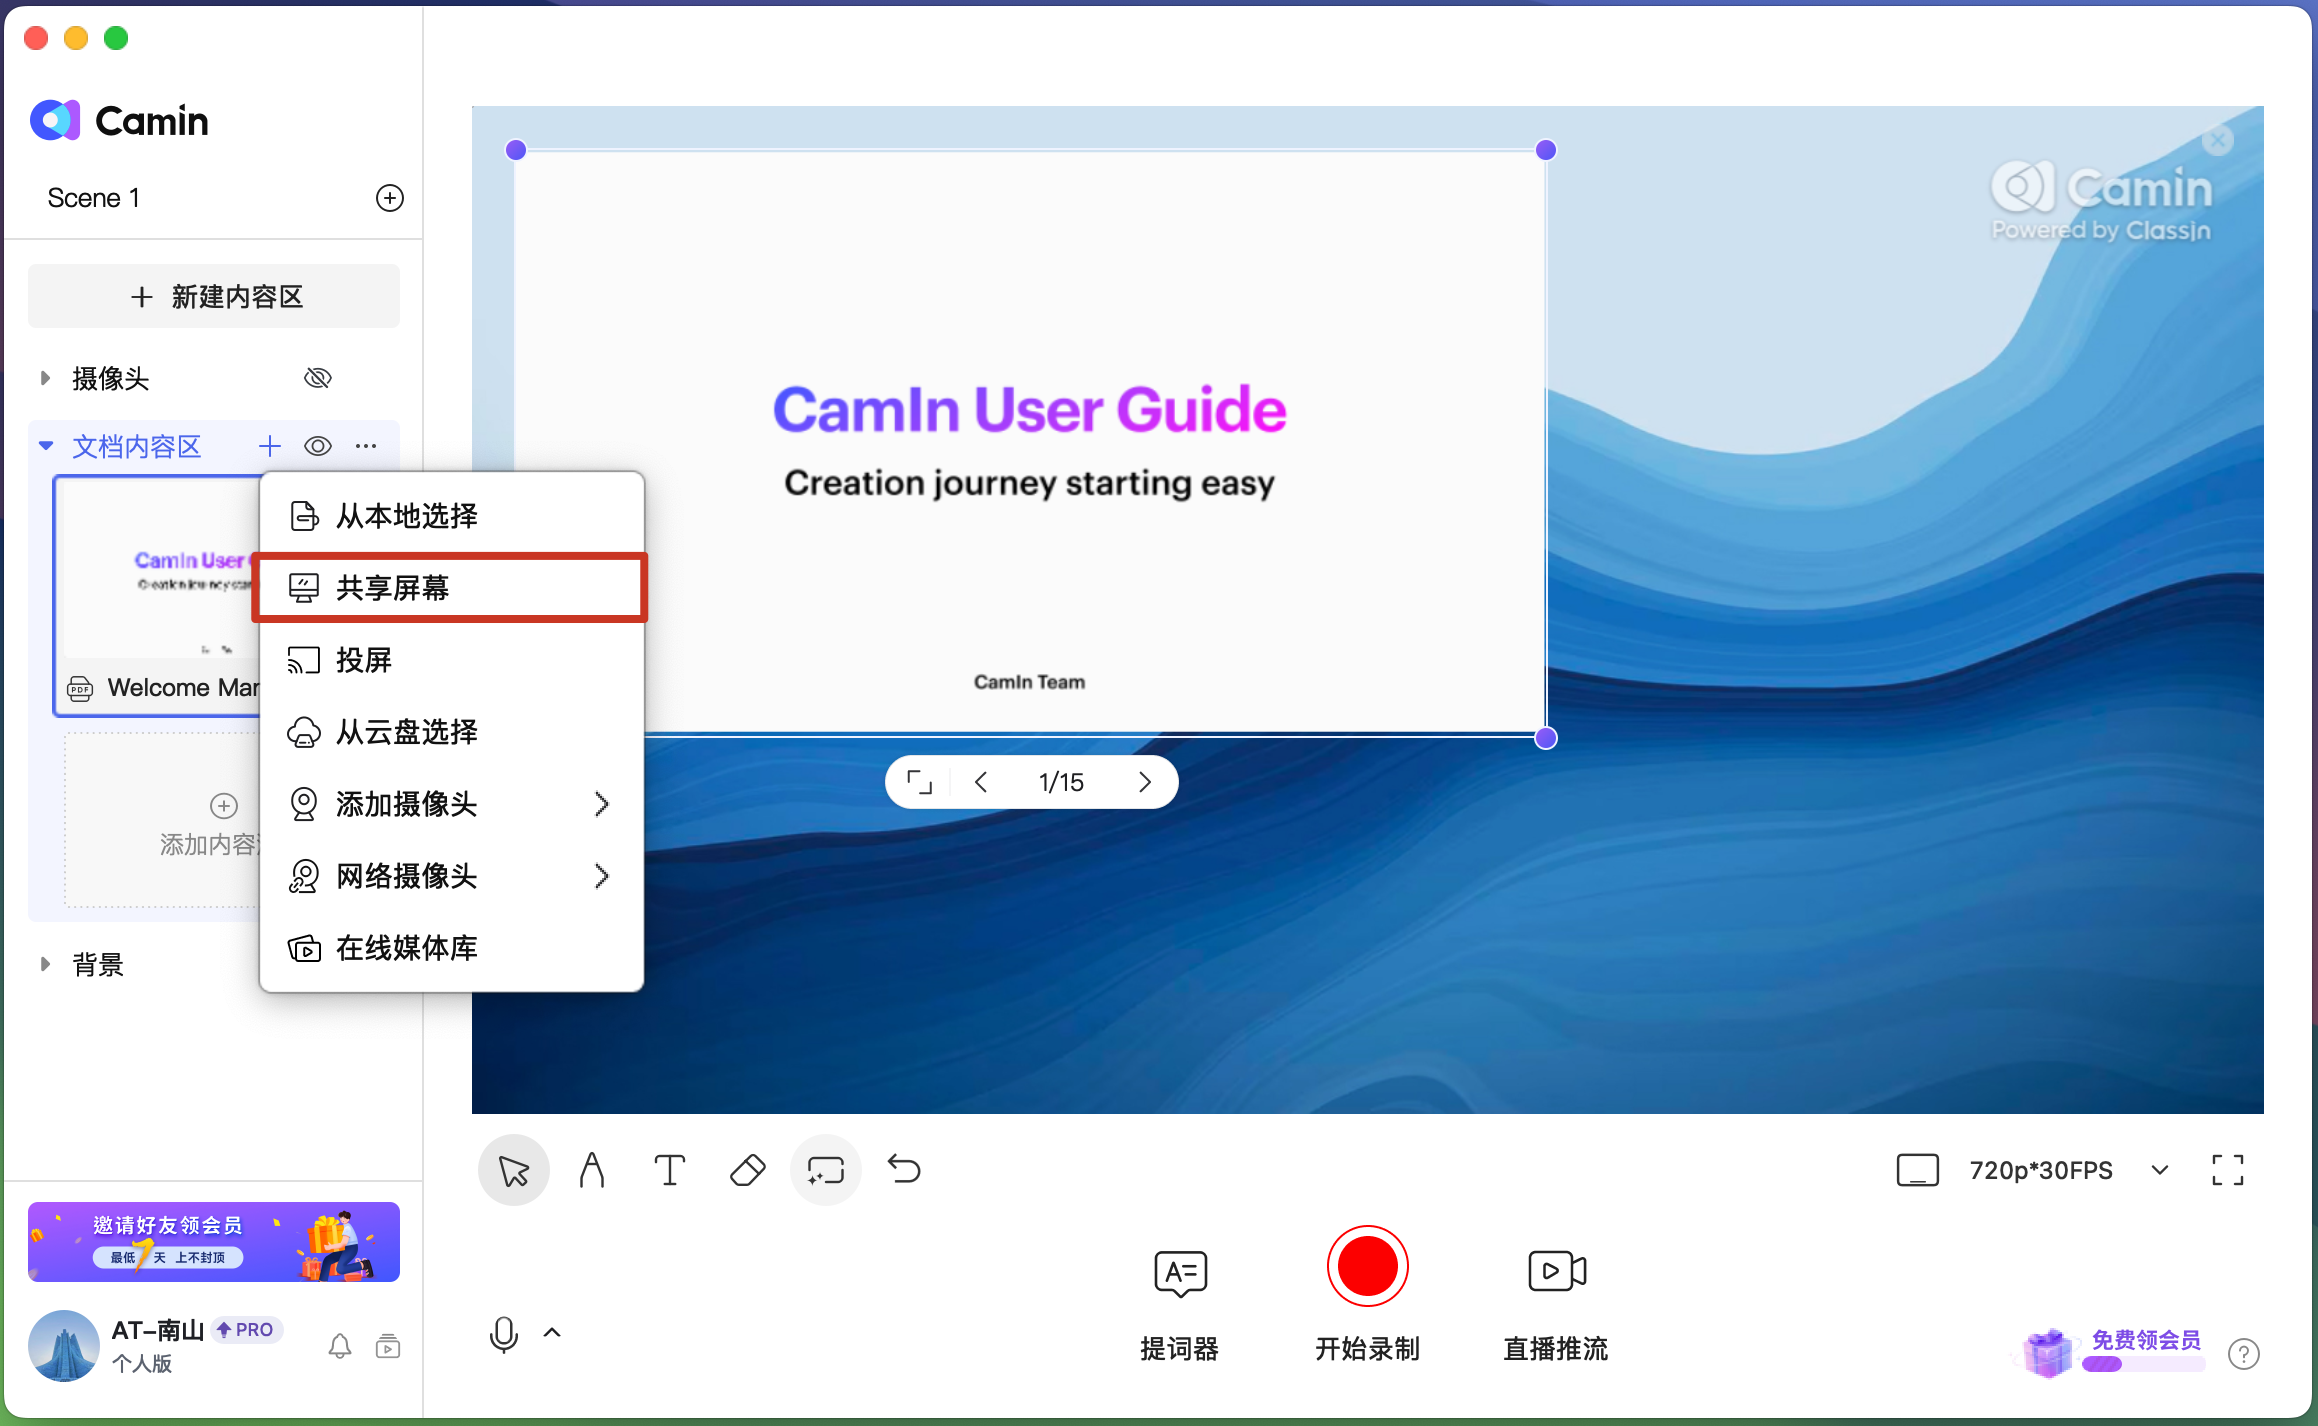 Camin
Scene 1
新建内容区
摄像头
文档内容区
CamIn User
PDF
Welcome Mar
添加内容
背景
从本地选择
共享屏幕
投屏
从云盘选择
添加摄像头
网络摄像头
在线媒体库
CamIn User Guide
Creation journey starting easy
CamIn Team
1/15
Camin
Powered by ClassIn
720p*30FPS
提词器
开始录制
直播推流
邀请好友领会员
最低7天 上不封顶
AT-南山 PRO
个人版
免费领会员